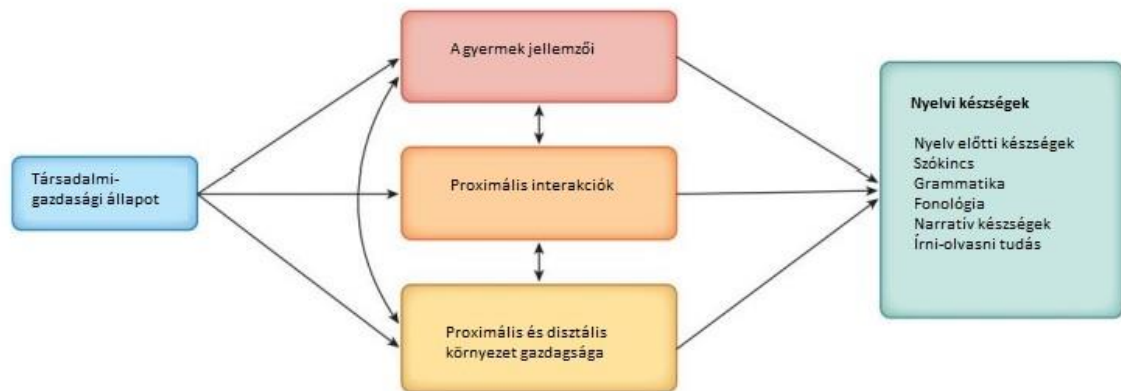 Társadalmi-
gazdasági állapot
A gyermek jellemzői
Proximális interakciók
Proximális és disztális
környezet gazdagsága
Nyelvi készségek
Nyelv előtti készségek
Szókincs
Grammatika
Fonológia
Narratív készségek
Írni-olvasni tudás